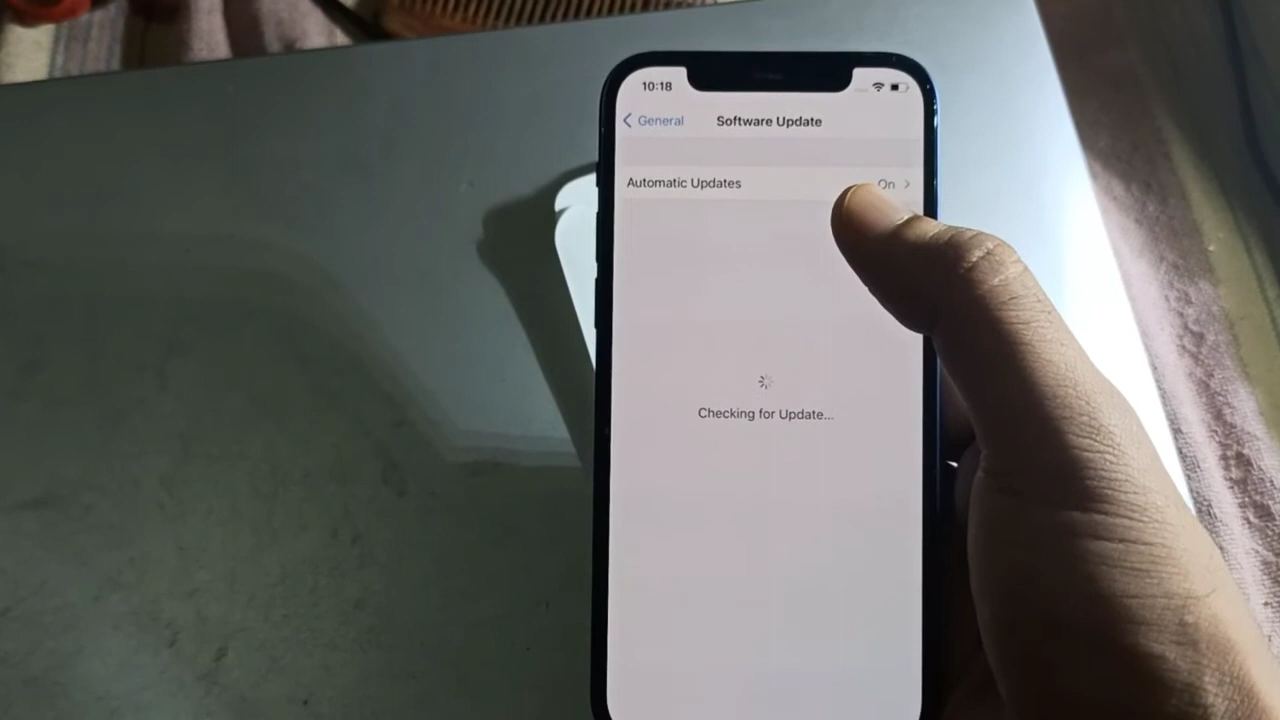 10:18
General
Software Update
Automatic Updates
On
Checking for Update...